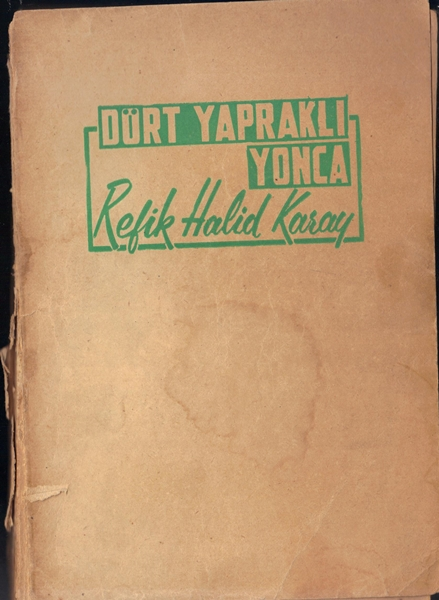 DÖRT YAPRAKLI
YONCA
Refik Halid Karay